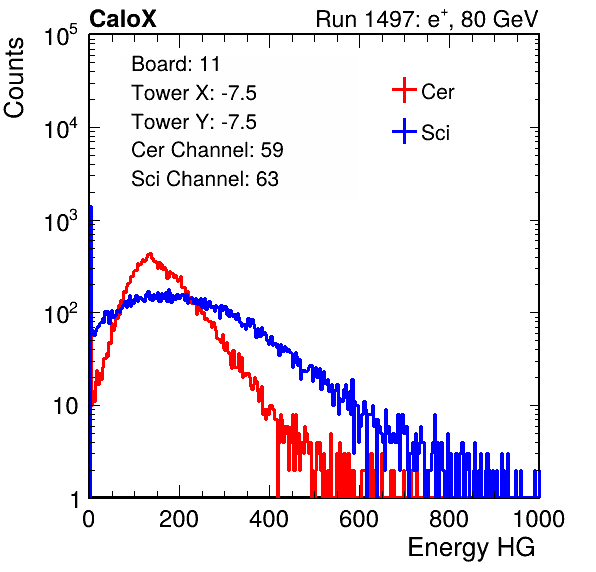 CaloX Run 1497: e⁺, 80 GeV
Counts
10⁵
10⁴
10³
10²
10
1
Board: 11
Tower X: -7.5
Tower Y: -7.5
Cer Channel: 59
Sci Channel: 63
Cer
Sci
0 200 400 600 800 1000
Energy HG